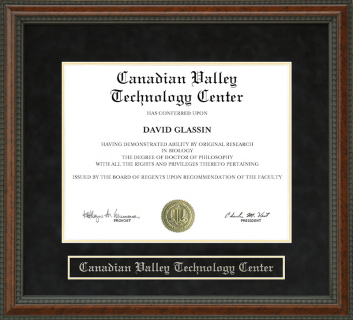 Canadian Valley
Technology Center
HAS CONFERRED UPON
DAVID GLASSIN
HAVING DEMONSTRATED ABILITY BY ORIGINAL RESEARCH
IN BIOLOGY
THE DEGREE OF DOCTOR OF PHILOSOPHY
WITH ALL THE RIGHTS AND PRIVILEGES THERETO PERTAINING
ISSUED BY THE BOARD OF REGENTS UPON RECOMMENDATION OF THE FACULTY
PROVOST
PRESIDENT
Canadian Valley Technology Center